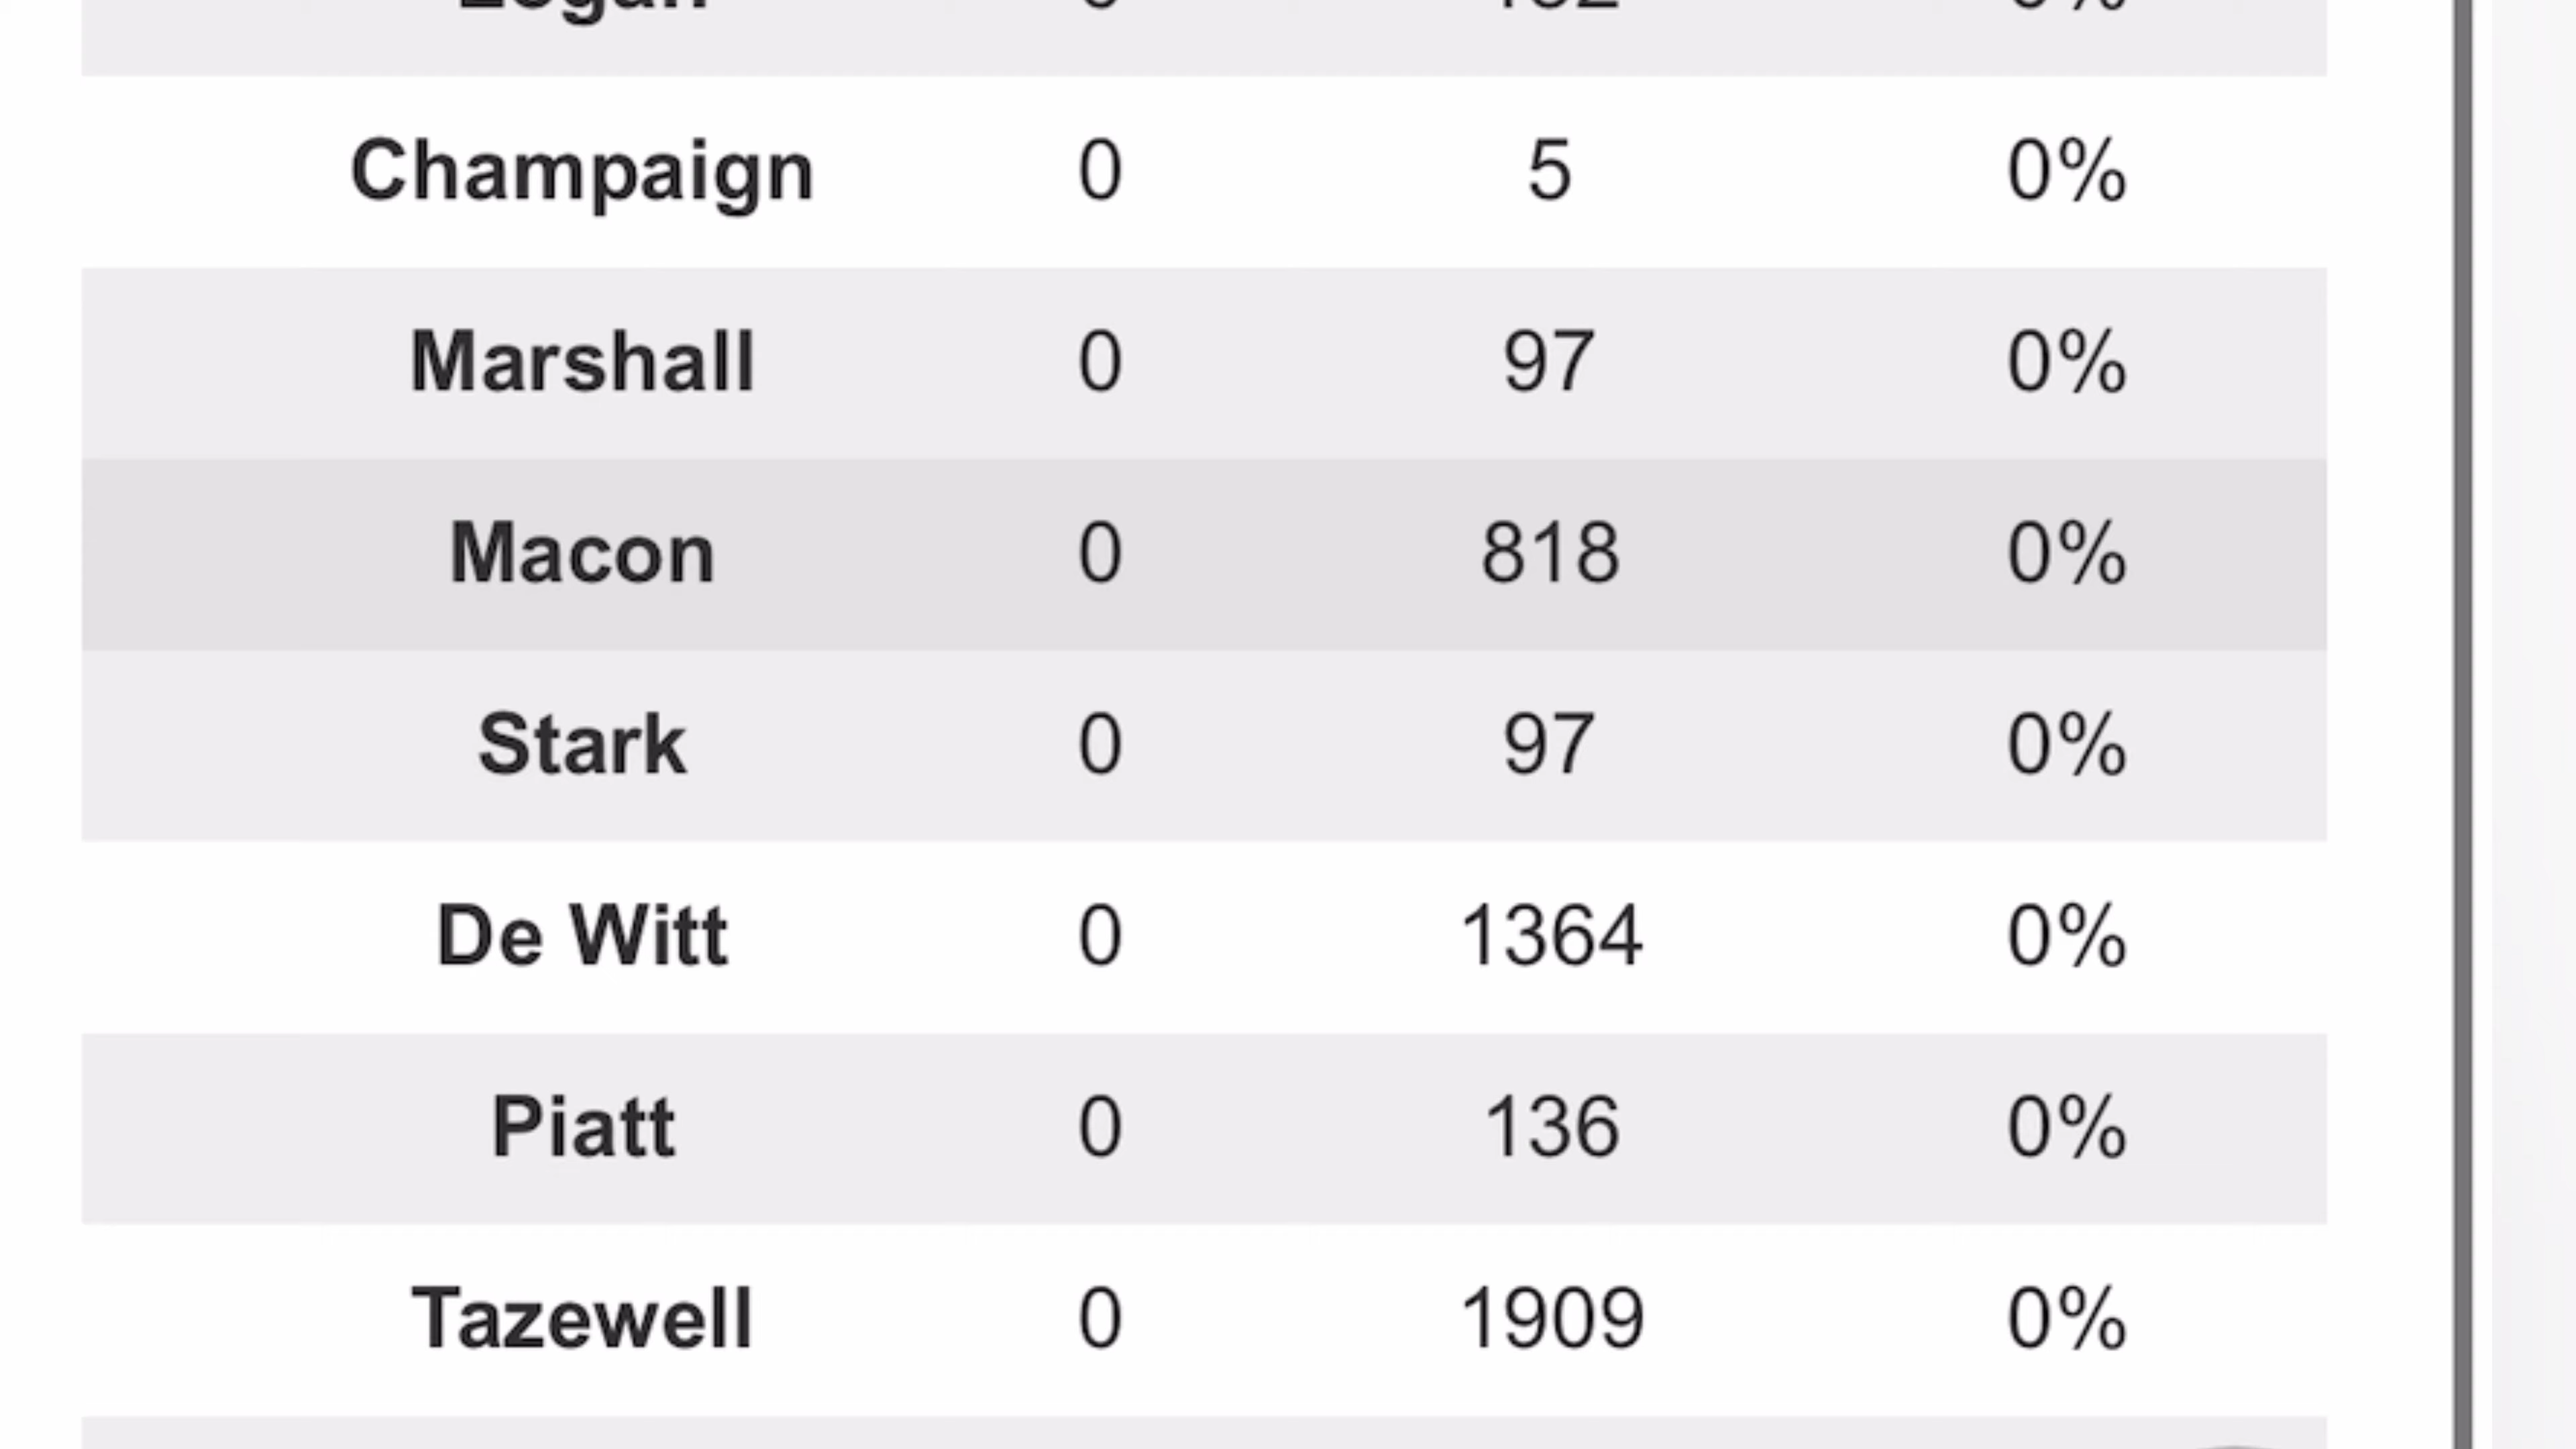 Champaign 0 5 0%
Marshall 0 97 0%
Macon 0 818 0%
Stark 0 97 0%
De Witt 0 1364 0%
Piatt 0 136 0%
Tazewell 0 1909 0%